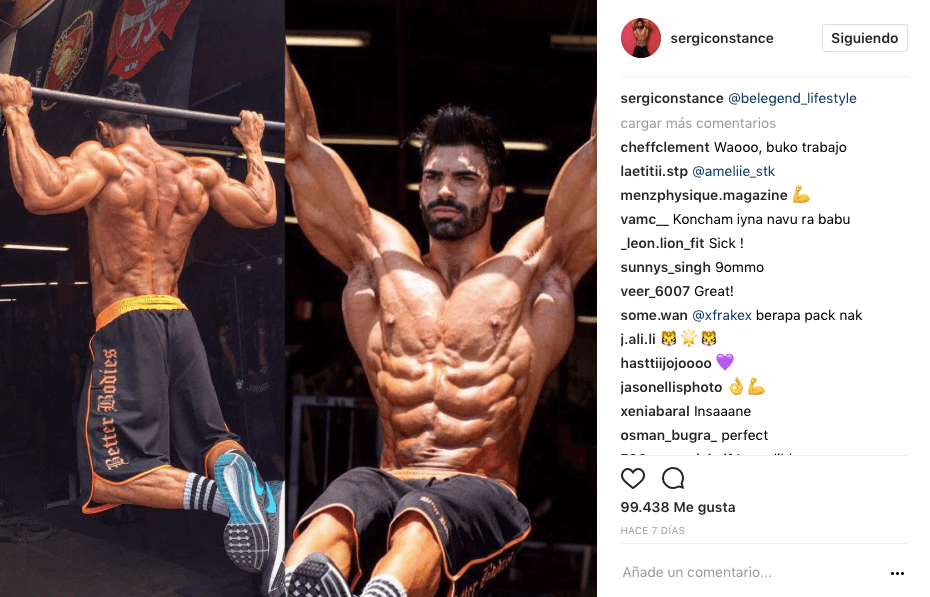 sergiconstance
Siguiendo
sergiconstance @belegend_lifestyle
cargar más comentarios
cheffclement Waooo, buko trabajo
laetitii.stp @ameliie_stk
menzphysique.magazine 💪
vamc__ Koncham iyna navu ra babu
_leon.lion_fit Sick !
sunnys_singh 9ommo
veer_6007 Great!
some.wan @xfrakex berapa pack nak
j.ali.li 🐯🌟🐯
hasttiijojoooo 💜
jasonellisphoto 👌💪
xeniabaral Insaaane
osman_bugra_ perfect
99.438 Me gusta
HACE 7 DÍAS
Añade un comentario...
Better Bodies